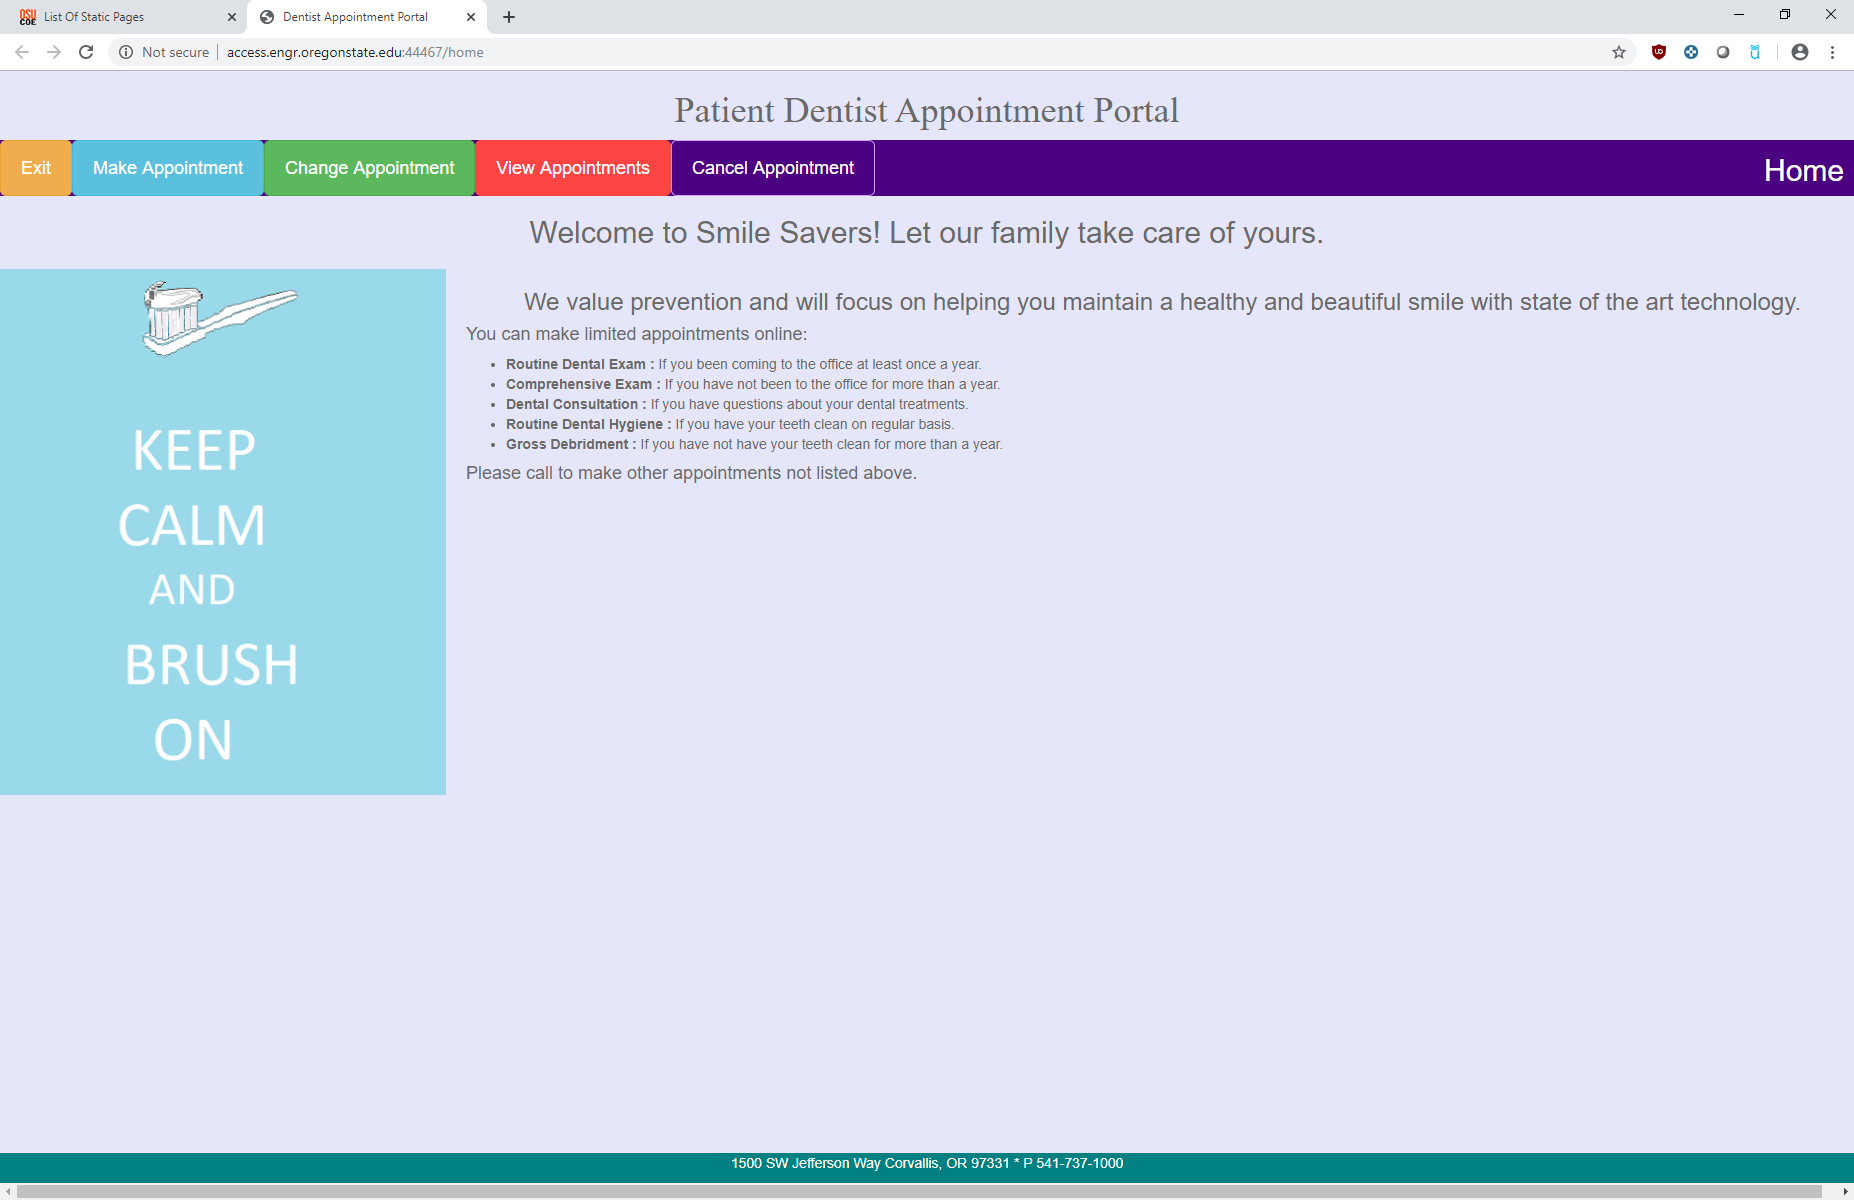 OSU
COE
List Of Static Pages
Dentist Appointment Portal
Not secure
access.engr.oregonstate.edu:44467/home
Patient Dentist Appointment Portal
Exit
Make Appointment
Change Appointment
View Appointments
Cancel Appointment
Home
Welcome to Smile Savers! Let our family take care of yours.
We value prevention and will focus on helping you maintain a healthy and beautiful smile with state of the art technology.
You can make limited appointments online:
• Routine Dental Exam : If you been coming to the office at least once a year.
• Comprehensive Exam : If you have not been to the office for more than a year.
• Dental Consultation : If you have questions about your dental treatments.
• Routine Dental Hygiene : If you have your teeth clean on regular basis.
• Gross Debridment : If you have not have your teeth clean for more than a year.
Please call to make other appointments not listed above.
KEEP
CALM
AND
BRUSH
ON
1500 SW Jefferson Way Corvallis, OR 97331 * P 541-737-1000